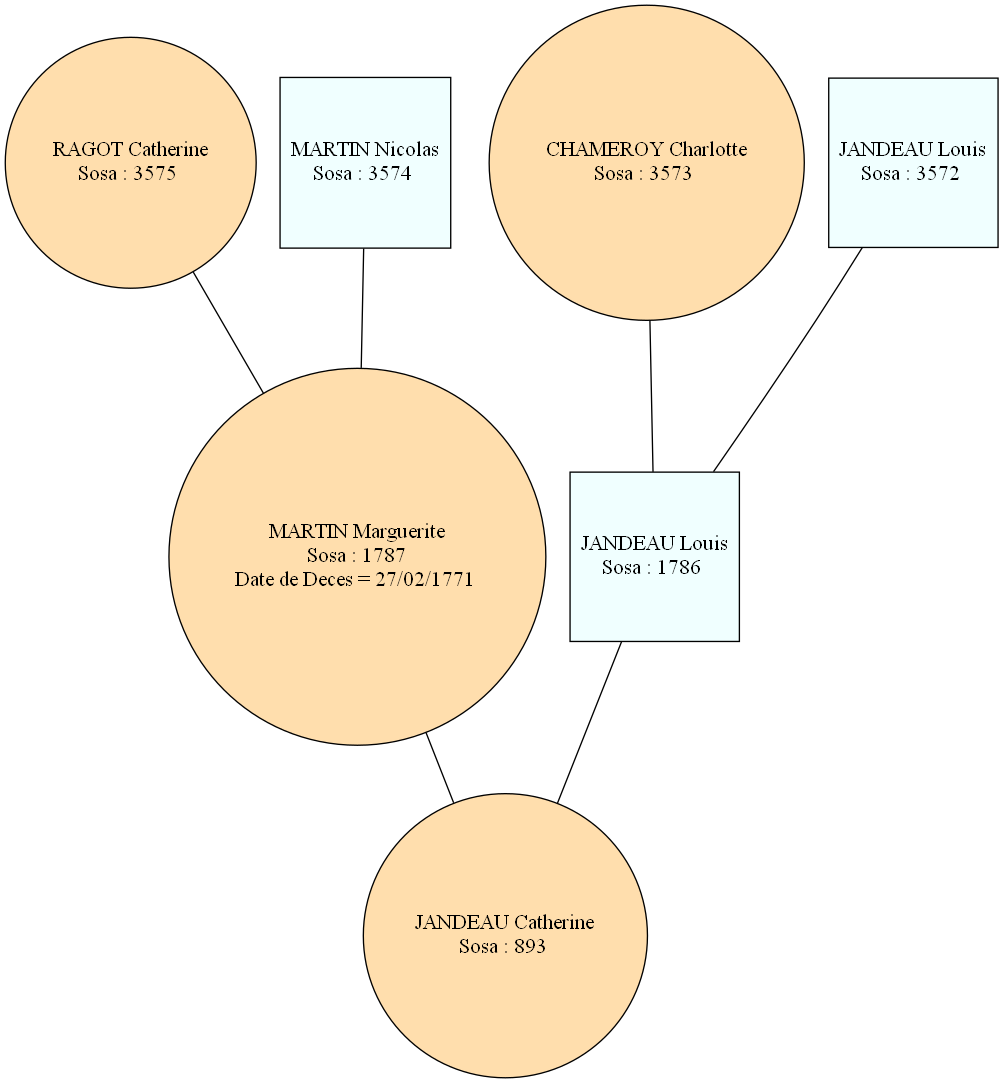 RAGOT Catherine
Sosa : 3575
MARTIN Nicolas
Sosa : 3574
CHAMEROY Charlotte
Sosa : 3573
JANDEAU Louis
Sosa : 3572
MARTIN Marguerite
Sosa : 1787
Date de Deces = 27/02/1771
JANDEAU Louis
Sosa : 1786
JANDEAU Catherine
Sosa : 893